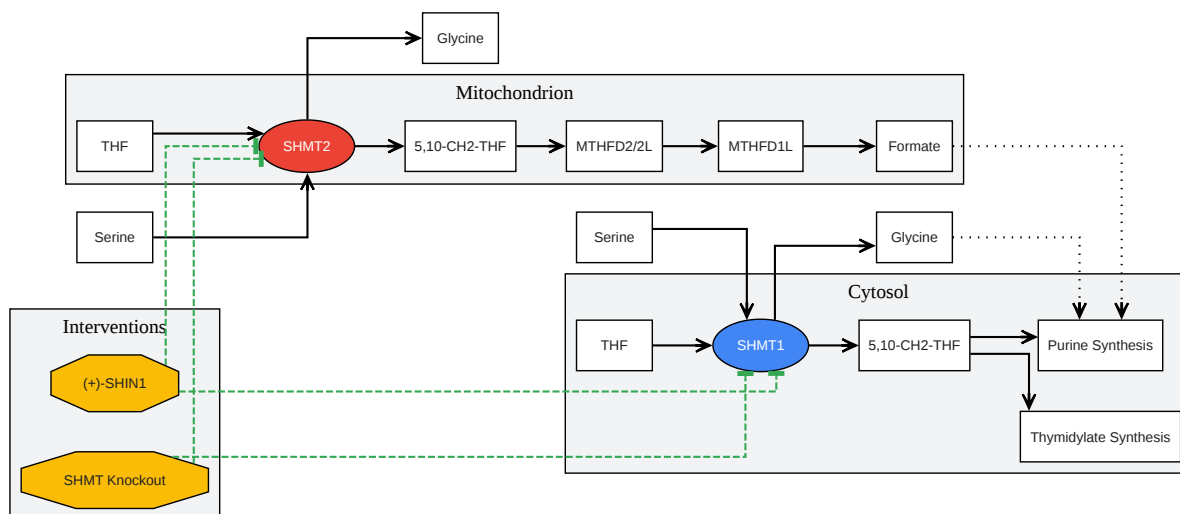 Glycine
Mitochondrion
THF
SHMT2
5,10-CH2-THF
MTHFD2/2L
MTHFD1L
Formate
Serine
Serine
Glycine
Cytosol
Interventions
THF
SHMT1
5,10-CH2-THF
Purine Synthesis
(+)-SHIN1
Thymidylate Synthesis
SHMT Knockout